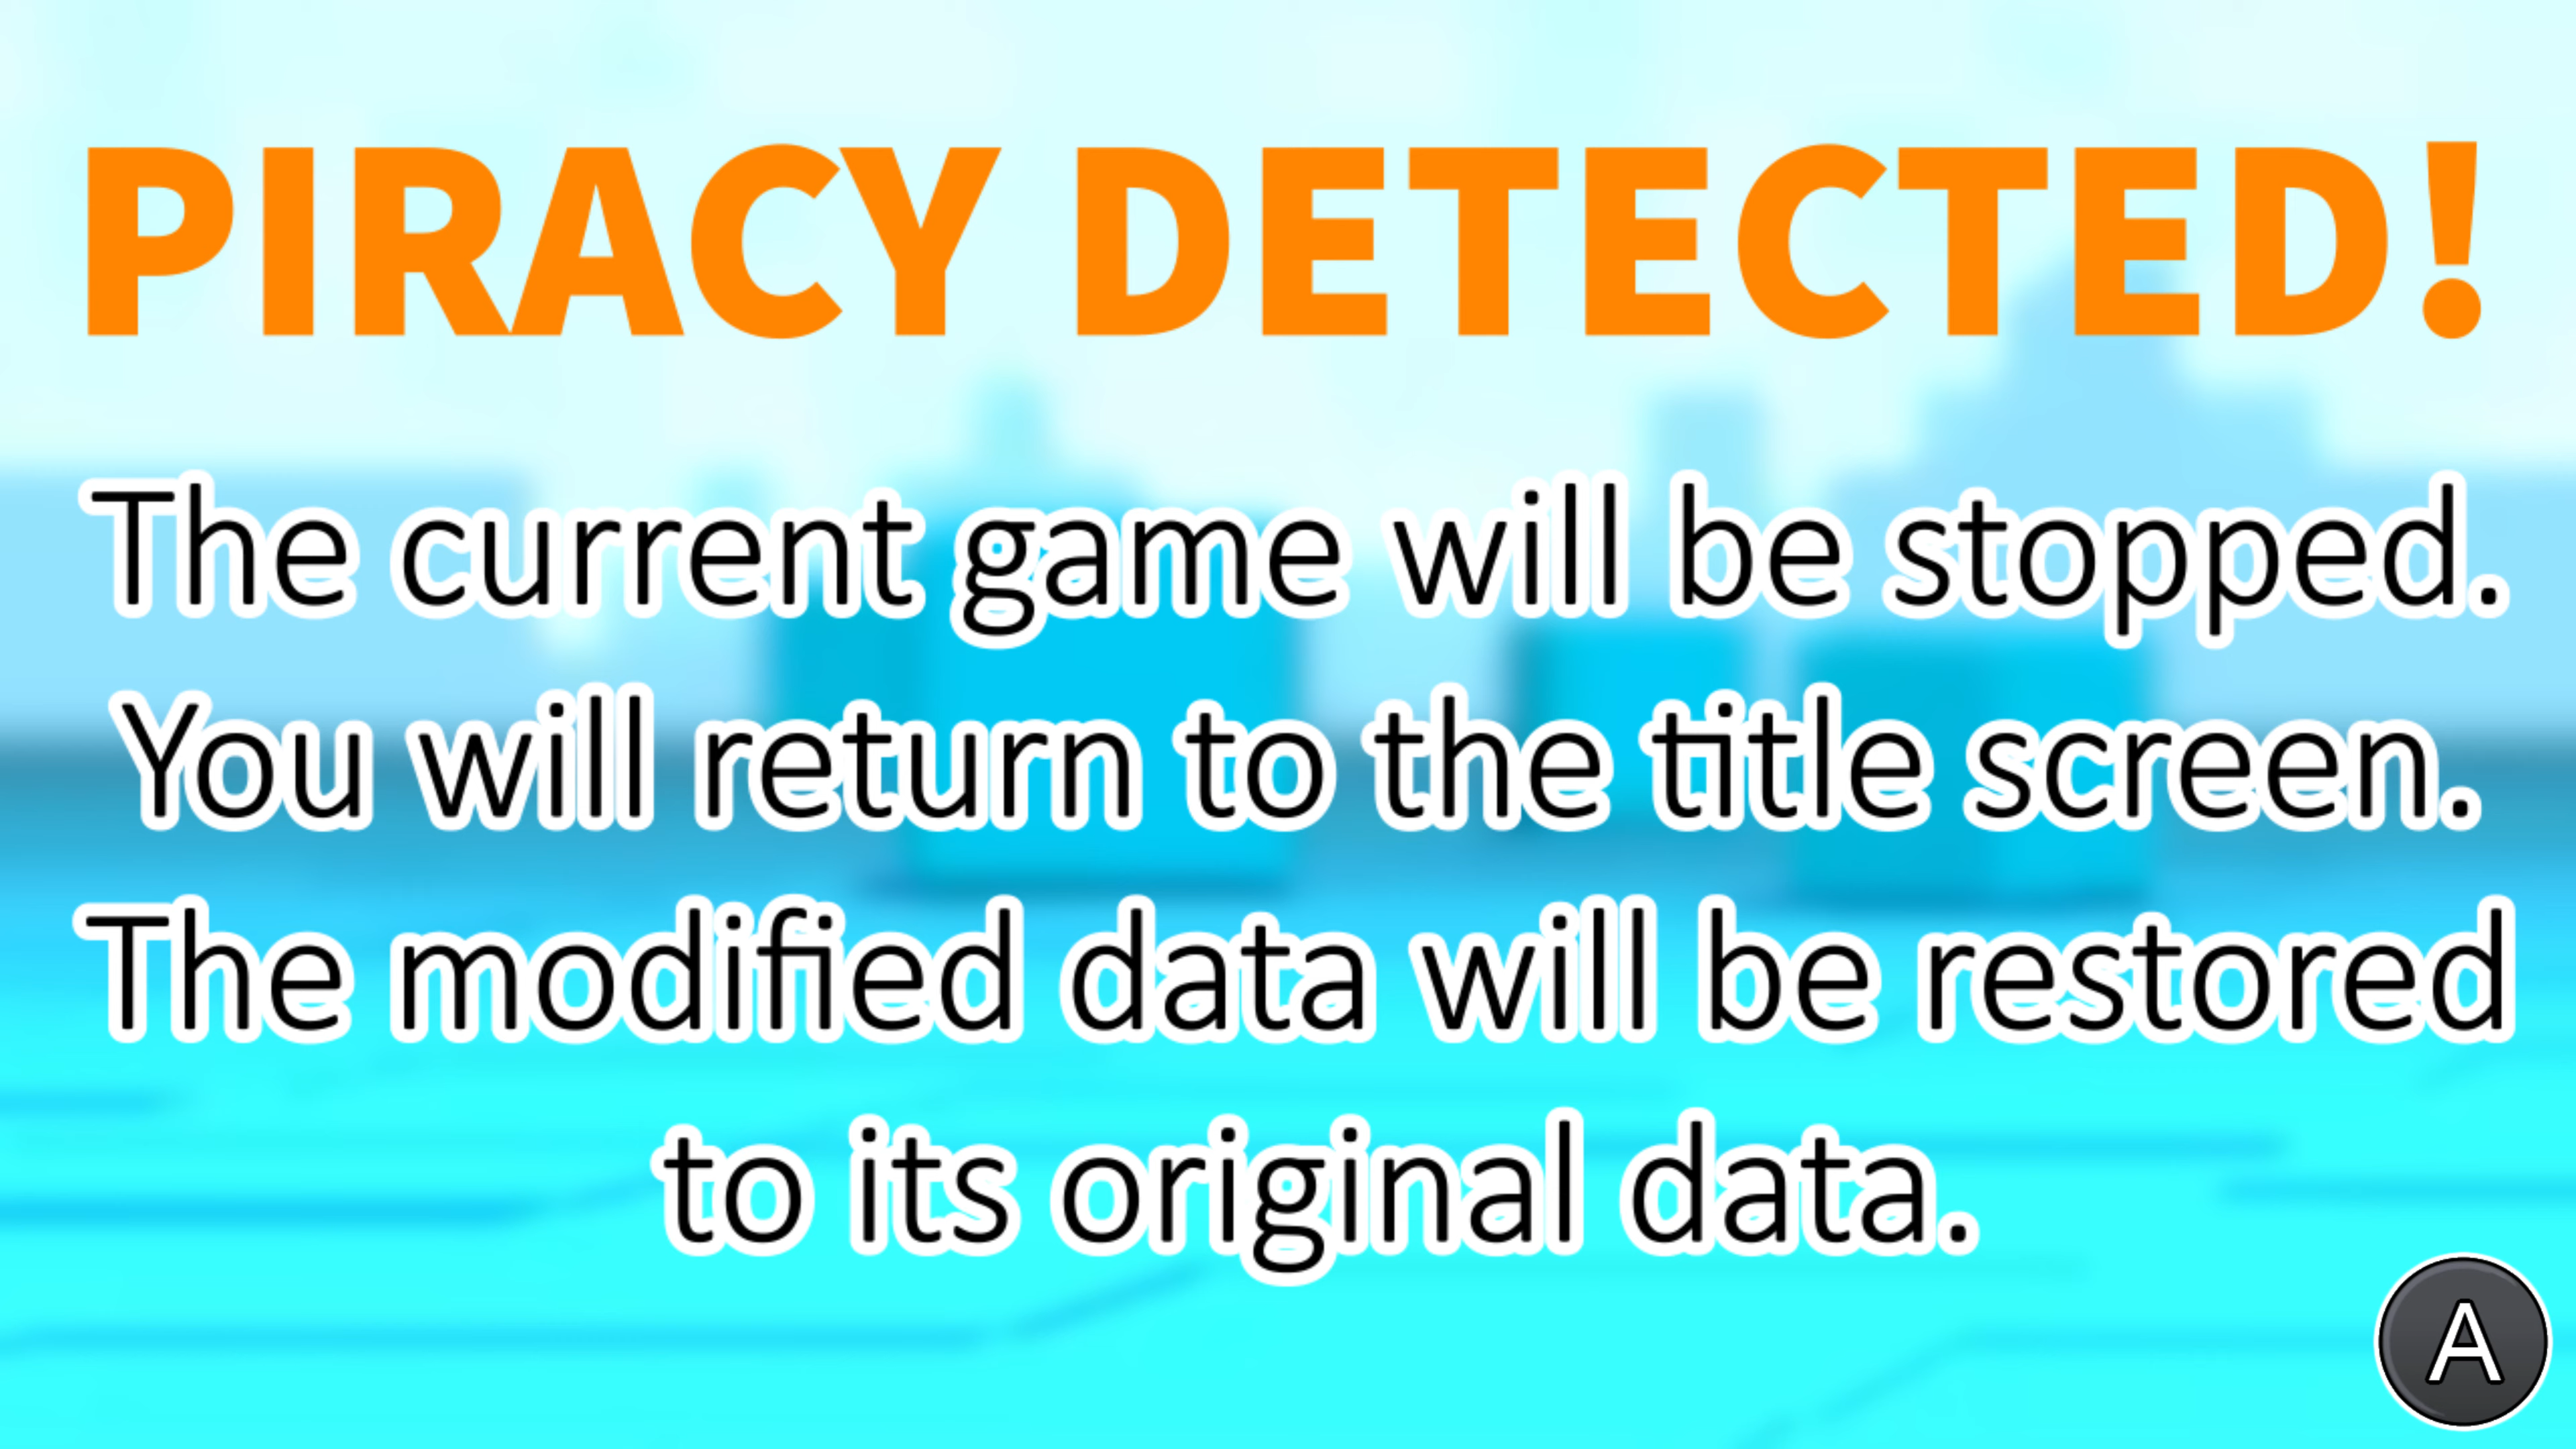 PIRACY DETECTED!
The current game will be stopped.
You will return to the title screen.
The modified data will be restored
to its original data.
A